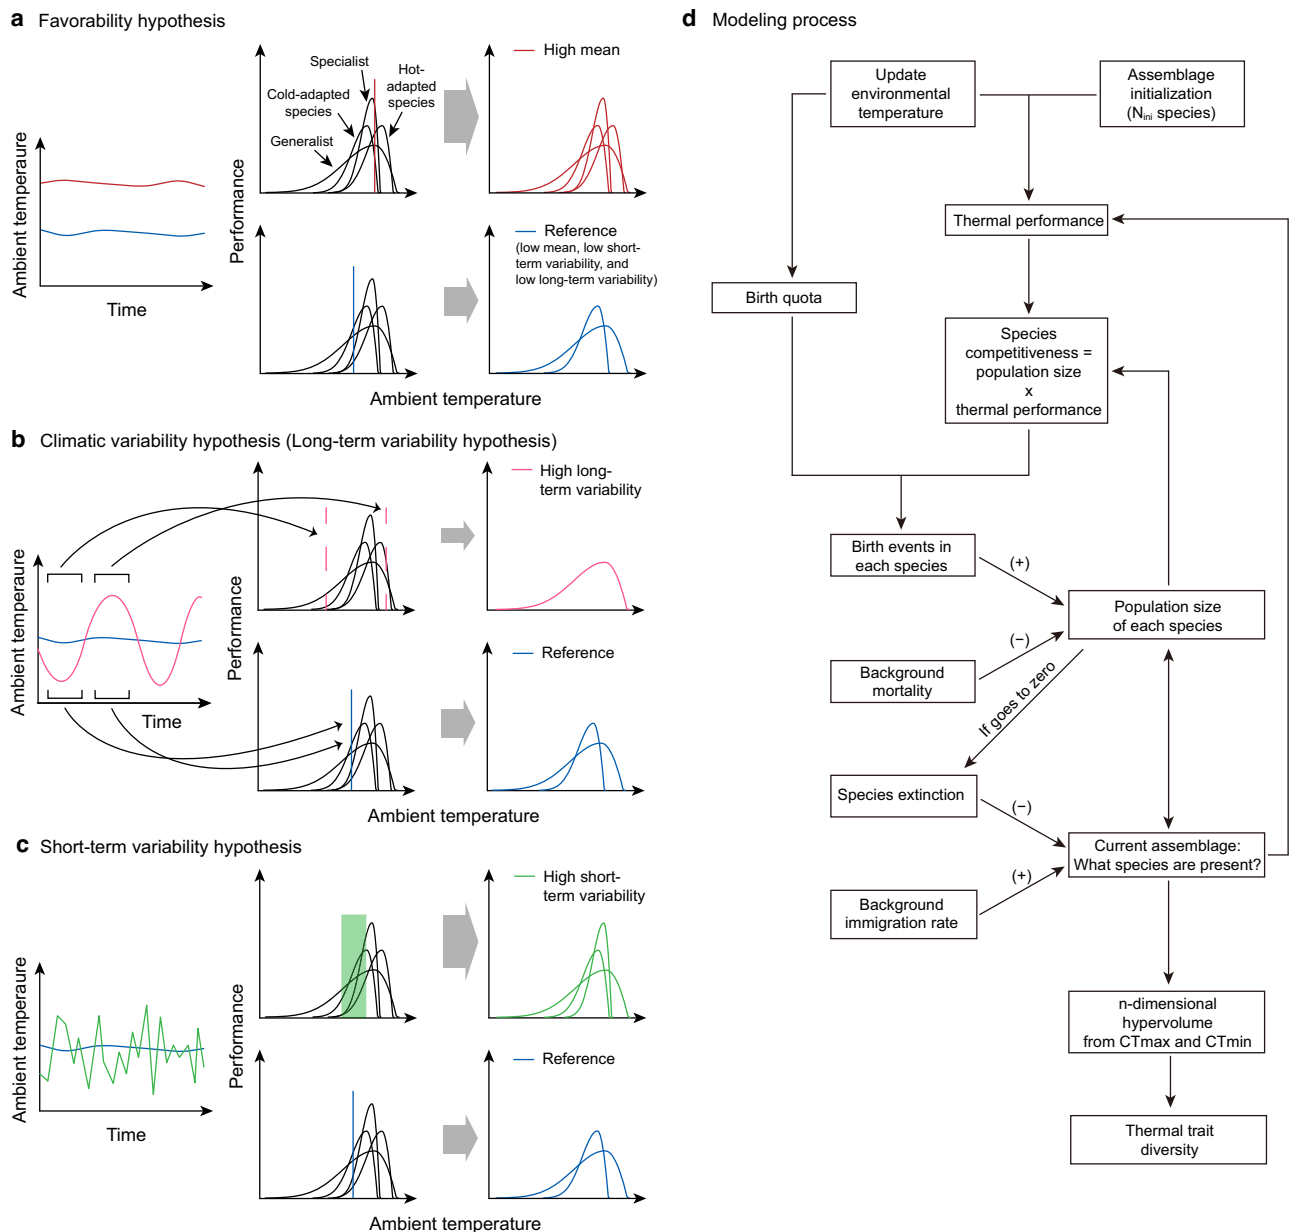 a Favorability hypothesis
Ambient temperaure
Time
Performance
Specialist
Hot-
adapted
species
Cold-adapted
species
Generalist
High mean
Reference
(low mean, low short-
term variability, and
low long-term variability)
Ambient temperature
b Climatic variability hypothesis (Long-term variability hypothesis)
Ambient temperaure
Time
Performance
High long-
term variability
Reference
Ambient temperature
c Short-term variability hypothesis
Ambient temperaure
Time
Performance
High short-
term variability
Reference
Ambient temperature
d Modeling process
Update
environmental
temperature
Assemblage
initialization
(Nini species)
Thermal performance
Birth quota
Species
competitiveness =
population size
x
thermal performance
Birth events in
each species
(+)
Population size
of each species
(−)
Background
mortality
If goes to zero
Species extinction
(−)
Current assemblage:
What species are present?
(+)
Background
immigration rate
n-dimensional
hypervolume
from CTmax and CTmin
Thermal trait
diversity